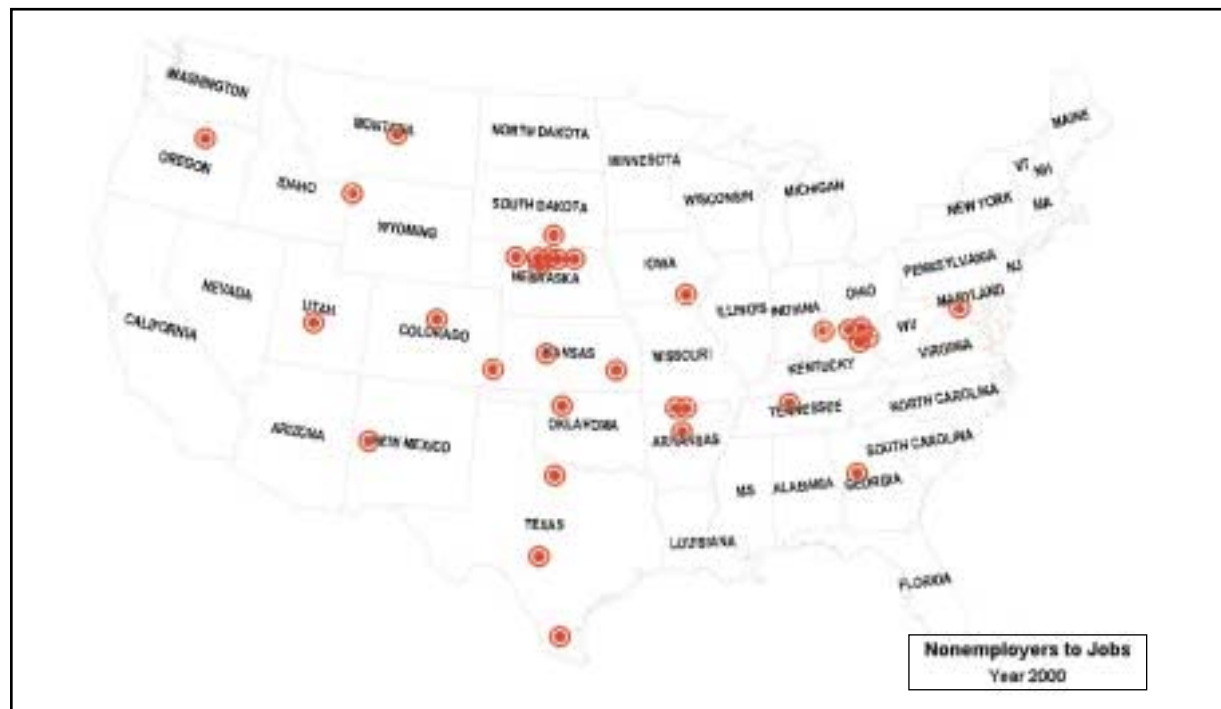 WASHINGTON
MONTANA
NORTH DAKOTA
MAINE
OREGON
MINNESOTA
VT
NH
IDAHO
SOUTH DAKOTA
WISCONSIN
MICHIGAN
NEW YORK
MA
WYOMING
IOWA
PENNSYLVANIA
NJ
NEBRASKA
NEVADA
UTAH
ILLINOIS
INDIANA
OHIO
MARYLAND
CALIFORNIA
COLORADO
KANSAS
MISSOURI
WV
VIRGINIA
KENTUCKY
ARIZONA
NEW MEXICO
OKLAHOMA
ARKANSAS
TENNESSEE
NORTH CAROLINA
SOUTH CAROLINA
TEXAS
MS
ALABAMA
GEORGIA
LOUISIANA
FLORIDA
Nonemployers to Jobs
Year 2000